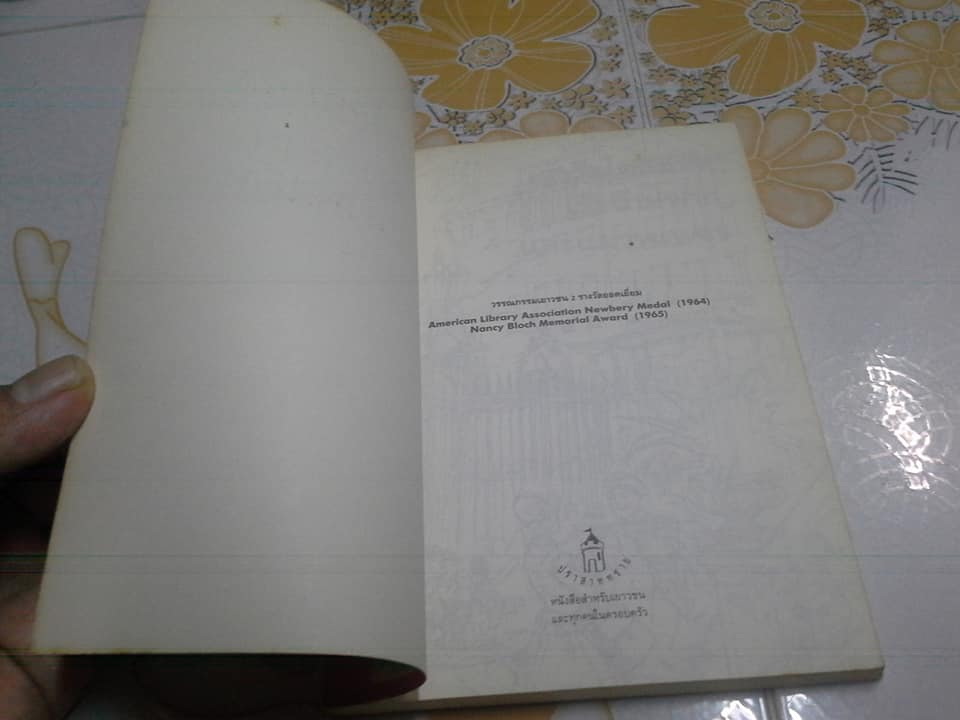 วรรณกรรมเยาวชน 2 รางวัลยอดเยี่ยม
American Library Association Newbery Medal (1964)
Nancy Bloch Memorial Award (1965)
ปราสาททราย
หนังสือสำหรับเยาวชน
และทุกคนในครอบครัว